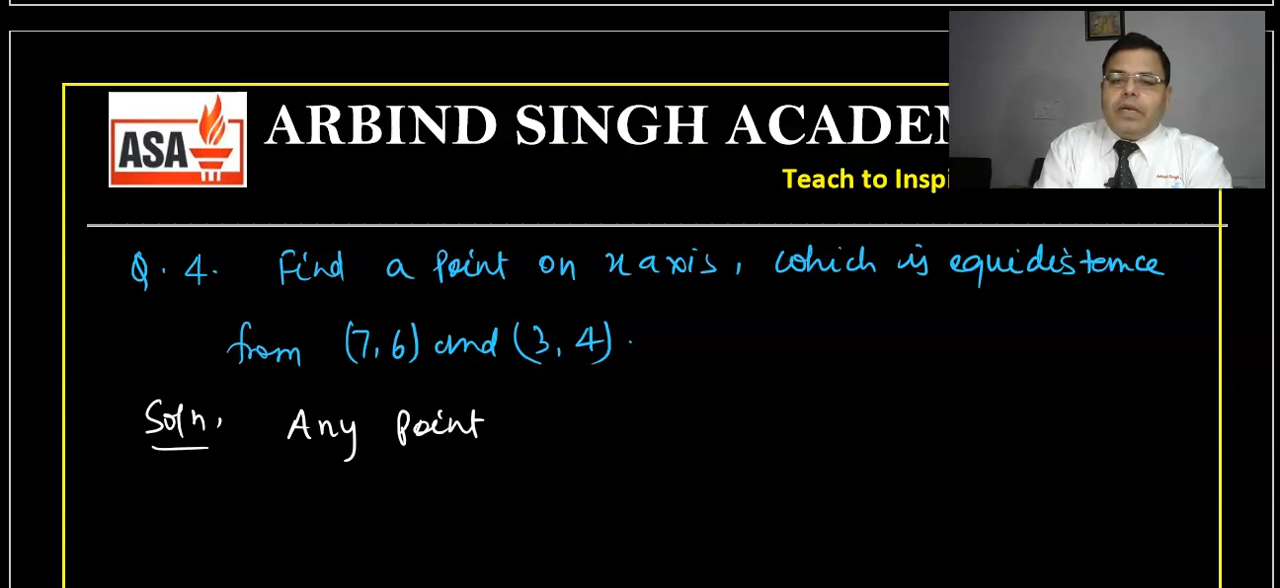 ASA
ARBIND SINGH ACADEM
Teach to Inspi
Q. 4. Find a point on x axis, which is equidistence
from (7, 6) and (3, 4).
Soln, Any point